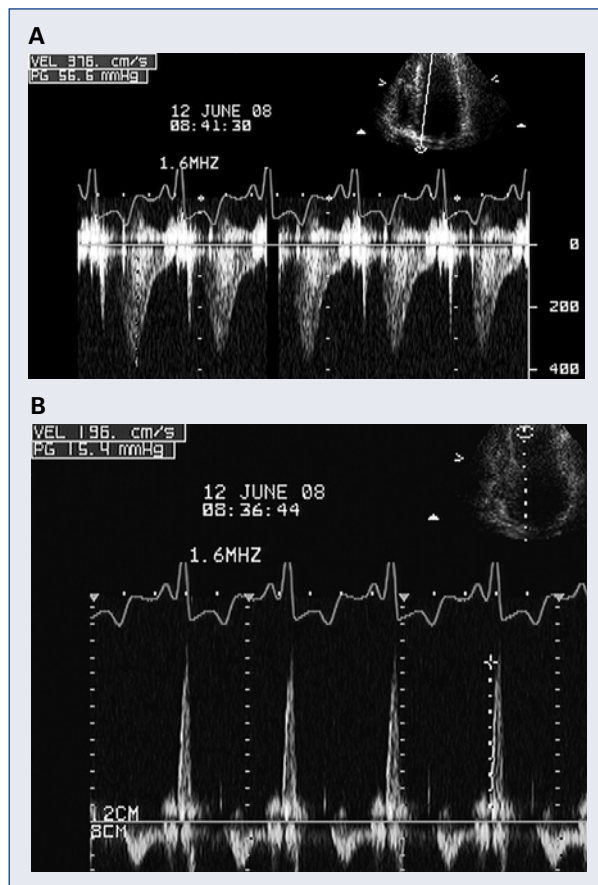 A
VEL 376. cm/s
PG 56.6 mmHg
12 JUNE 08
08:41:30
1.6MHZ
0
200
400
B
VEL 196. cm/s
PG 15.4 mmHg
12 JUNE 08
08:36:44
1.6MHZ
12CM
8CM